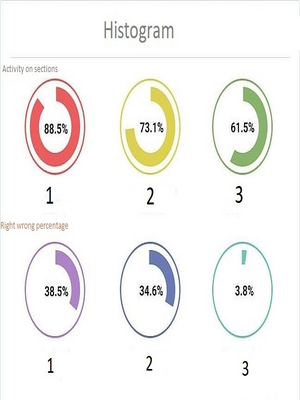 Histogram
Activity on sections
88.5% 73.1% 61.5%
1 2 3
Right wrong percentage
38.5% 34.6% 3.8%
1 2 3